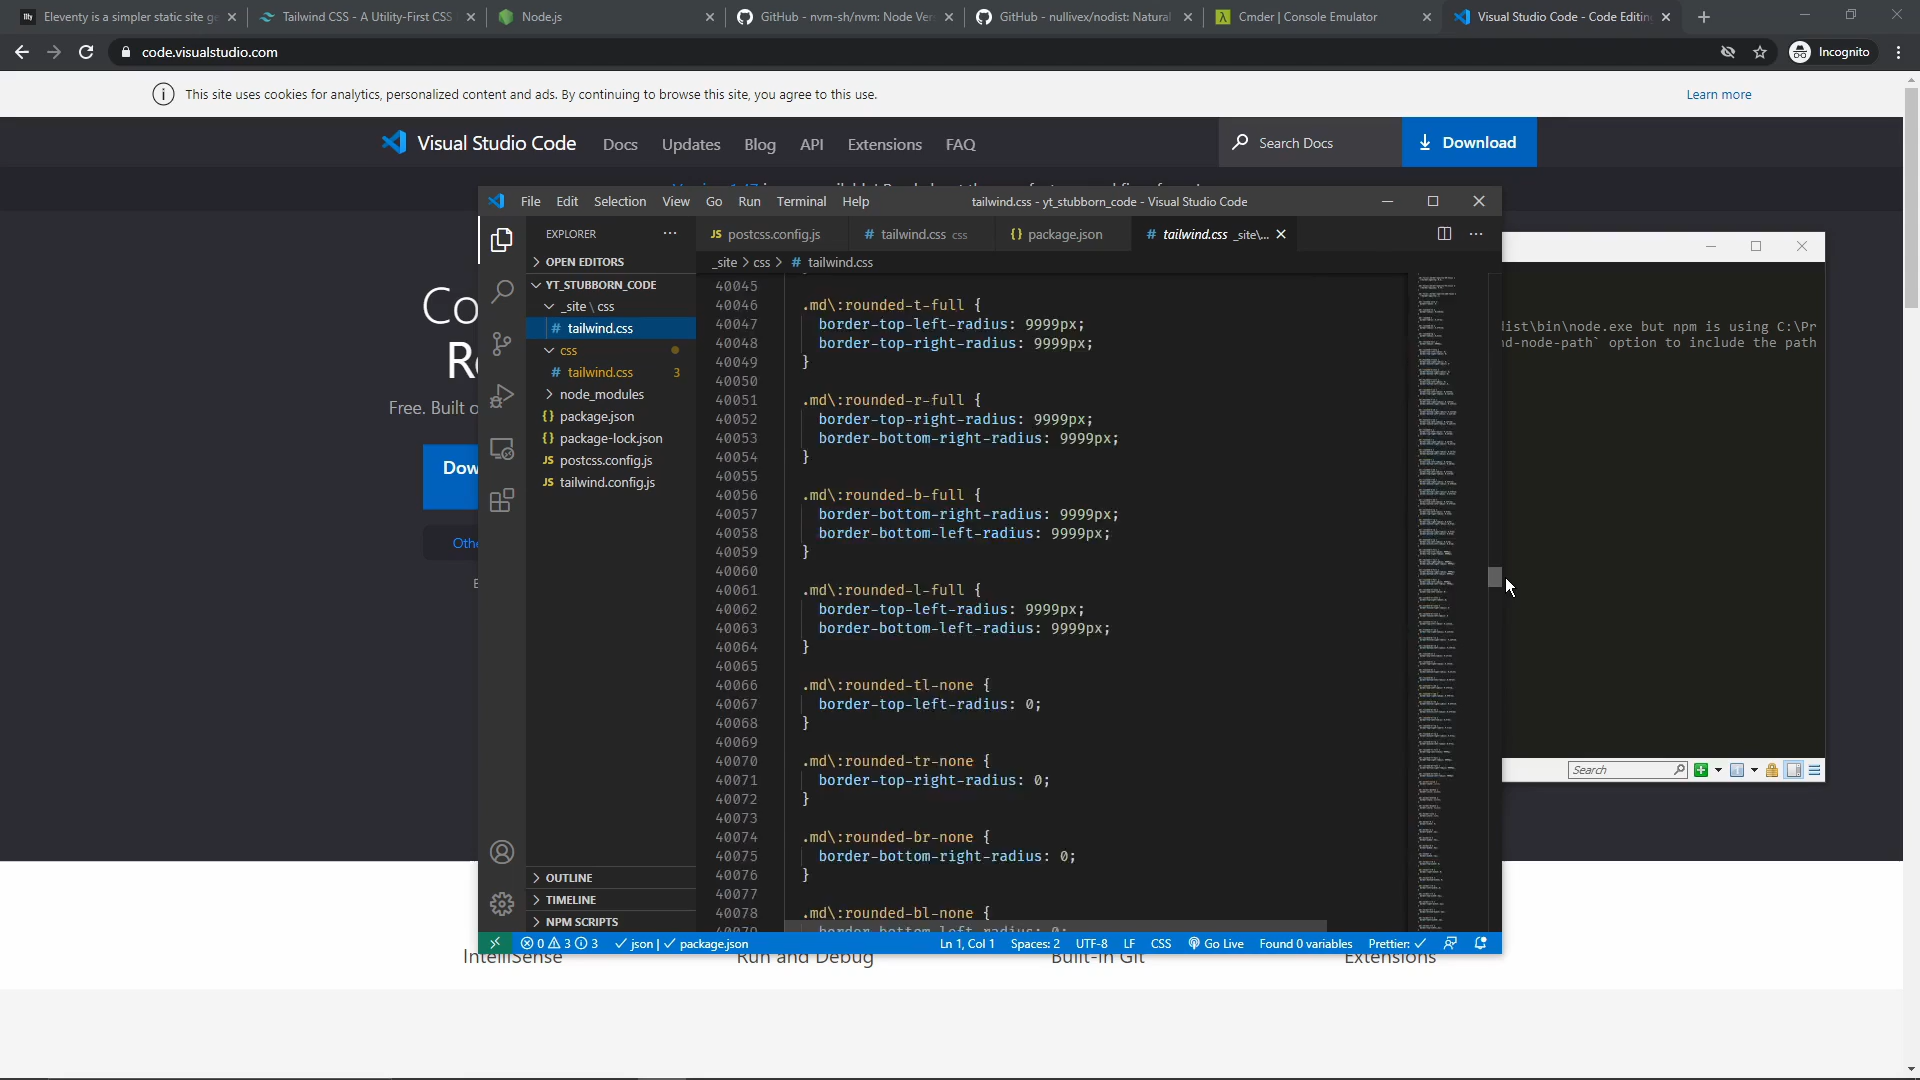 Eleventy is a simpler static site ge
Tailwind CSS - A Utility-First CSS
Node.js
GitHub - nvm-sh/nvm: Node Ver
GitHub - nullivex/nodist: Natural
Cmder | Console Emulator
Visual Studio Code - Code Editin
code.visualstudio.com
Incognito
This site uses cookies for analytics, personalized content and ads. By continuing to browse this site, you agree to this use.
Learn more
Visual Studio Code
Docs
Updates
Blog
API
Extensions
FAQ
Search Docs
Download
File Edit Selection View Go Run Terminal Help
tailwind.css - yt_stubborn_code - Visual Studio Code
EXPLORER
JS postcss.config.js
# tailwind.css css
{} package.json
# tailwind.css _site\...
OPEN EDITORS
YT_STUBBORN_CODE
_site \ css
# tailwind.css
css
# tailwind.css 3
node_modules
{} package.json
{} package-lock.json
JS postcss.config.js
JS tailwind.config.js
OUTLINE
TIMELINE
NPM SCRIPTS
_site > css > # tailwind.css
40045
40046 .md\:rounded-t-full {
40047 border-top-left-radius: 9999px;
40048 border-top-right-radius: 9999px;
40049 }
40050
40051 .md\:rounded-r-full {
40052 border-top-right-radius: 9999px;
40053 border-bottom-right-radius: 9999px;
40054 }
40055
40056 .md\:rounded-b-full {
40057 border-bottom-right-radius: 9999px;
40058 border-bottom-left-radius: 9999px;
40059 }
40060
40061 .md\:rounded-l-full {
40062 border-top-left-radius: 9999px;
40063 border-bottom-left-radius: 9999px;
40064 }
40065
40066 .md\:rounded-tl-none {
40067 border-top-left-radius: 0;
40068 }
40069
40070 .md\:rounded-tr-none {
40071 border-top-right-radius: 0;
40072 }
40073
40074 .md\:rounded-br-none {
40075 border-bottom-right-radius: 0;
40076 }
40077
40078 .md\:rounded-bl-none {
40079 border-bottom-left-radius: 0;
0 3 3
json | package.json
Ln 1, Col 1
Spaces: 2
UTF-8
LF
CSS
Go Live
Found 0 variables
Prettier:
Co
Re
Free. Built o
Dow
Othe
list\bin\node.exe but npm is using C:\Pr
nd-node-path` option to include the path
Search
IntelliSense
Run and Debug
Built-in Git
Extensions